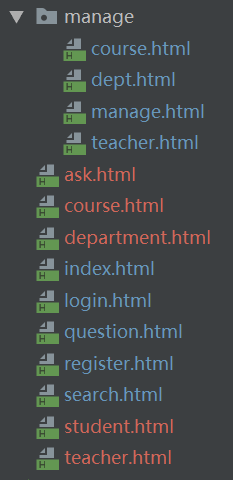 manage
course.html
dept.html
manage.html
teacher.html
ask.html
course.html
department.html
index.html
login.html
question.html
register.html
search.html
student.html
teacher.html